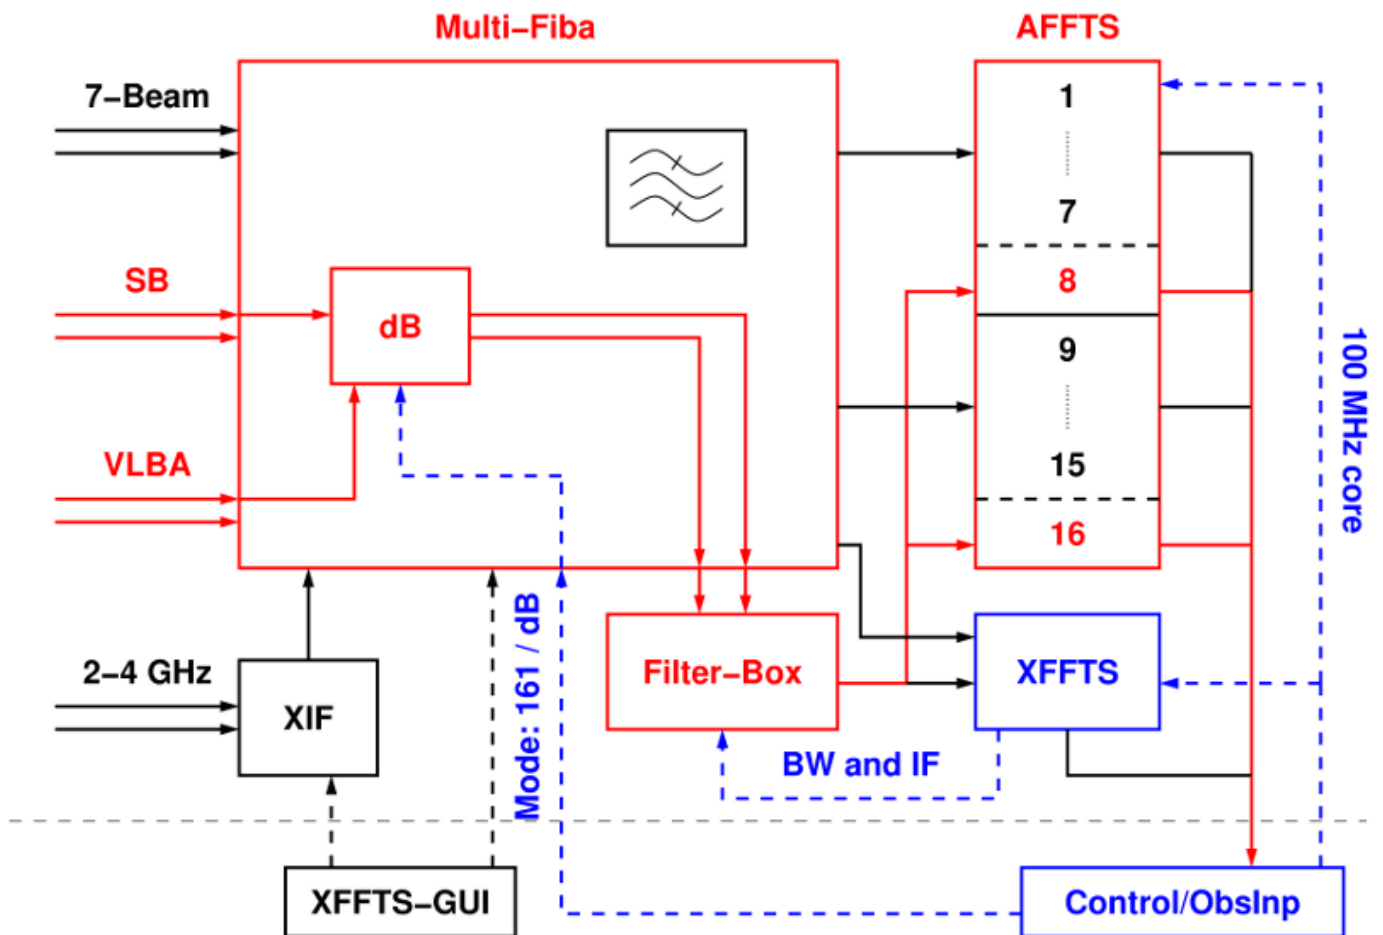 Multi–Fiba
AFFTS
7–Beam
1
7
SB
8
dB
9
100 MHz core
VLBA
15
16
Mode: 161 / dB
2–4 GHz
XIF
Filter–Box
XFFTS
BW and IF
XFFTS–GUI
Control/ObsInp